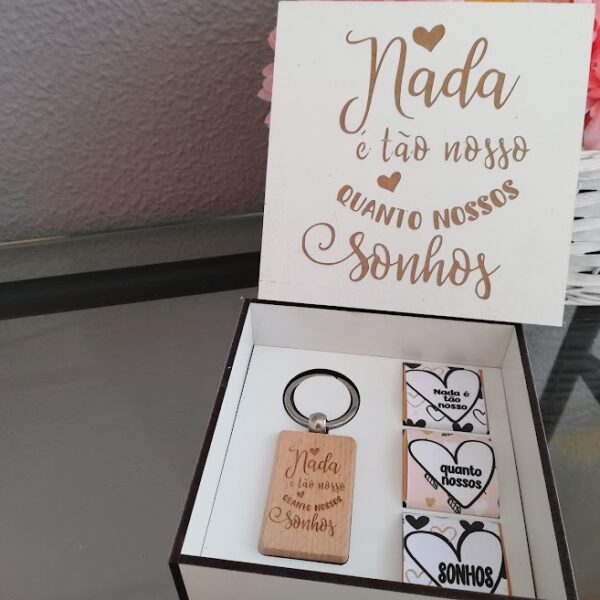 Nada
é tão nosso
QUANTO NOSSOS
Sonhos
Nada
é tão nosso
QUANTO NOSSOS
Sonhos
Nada é
tão
nosso
quanto
nossos
SONHOS